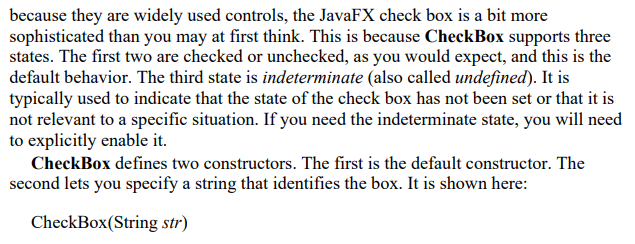 because they are widely used controls, the JavaFX check box is a bit more
sophisticated than you may at first think. This is because CheckBox supports three
states. The first two are checked or unchecked, as you would expect, and this is the
default behavior. The third state is indeterminate (also called undefined). It is
typically used to indicate that the state of the check box has not been set or that it is
not relevant to a specific situation. If you need the indeterminate state, you will need
to explicitly enable it.
CheckBox defines two constructors. The first is the default constructor. The
second lets you specify a string that identifies the box. It is shown here:
CheckBox(String str)